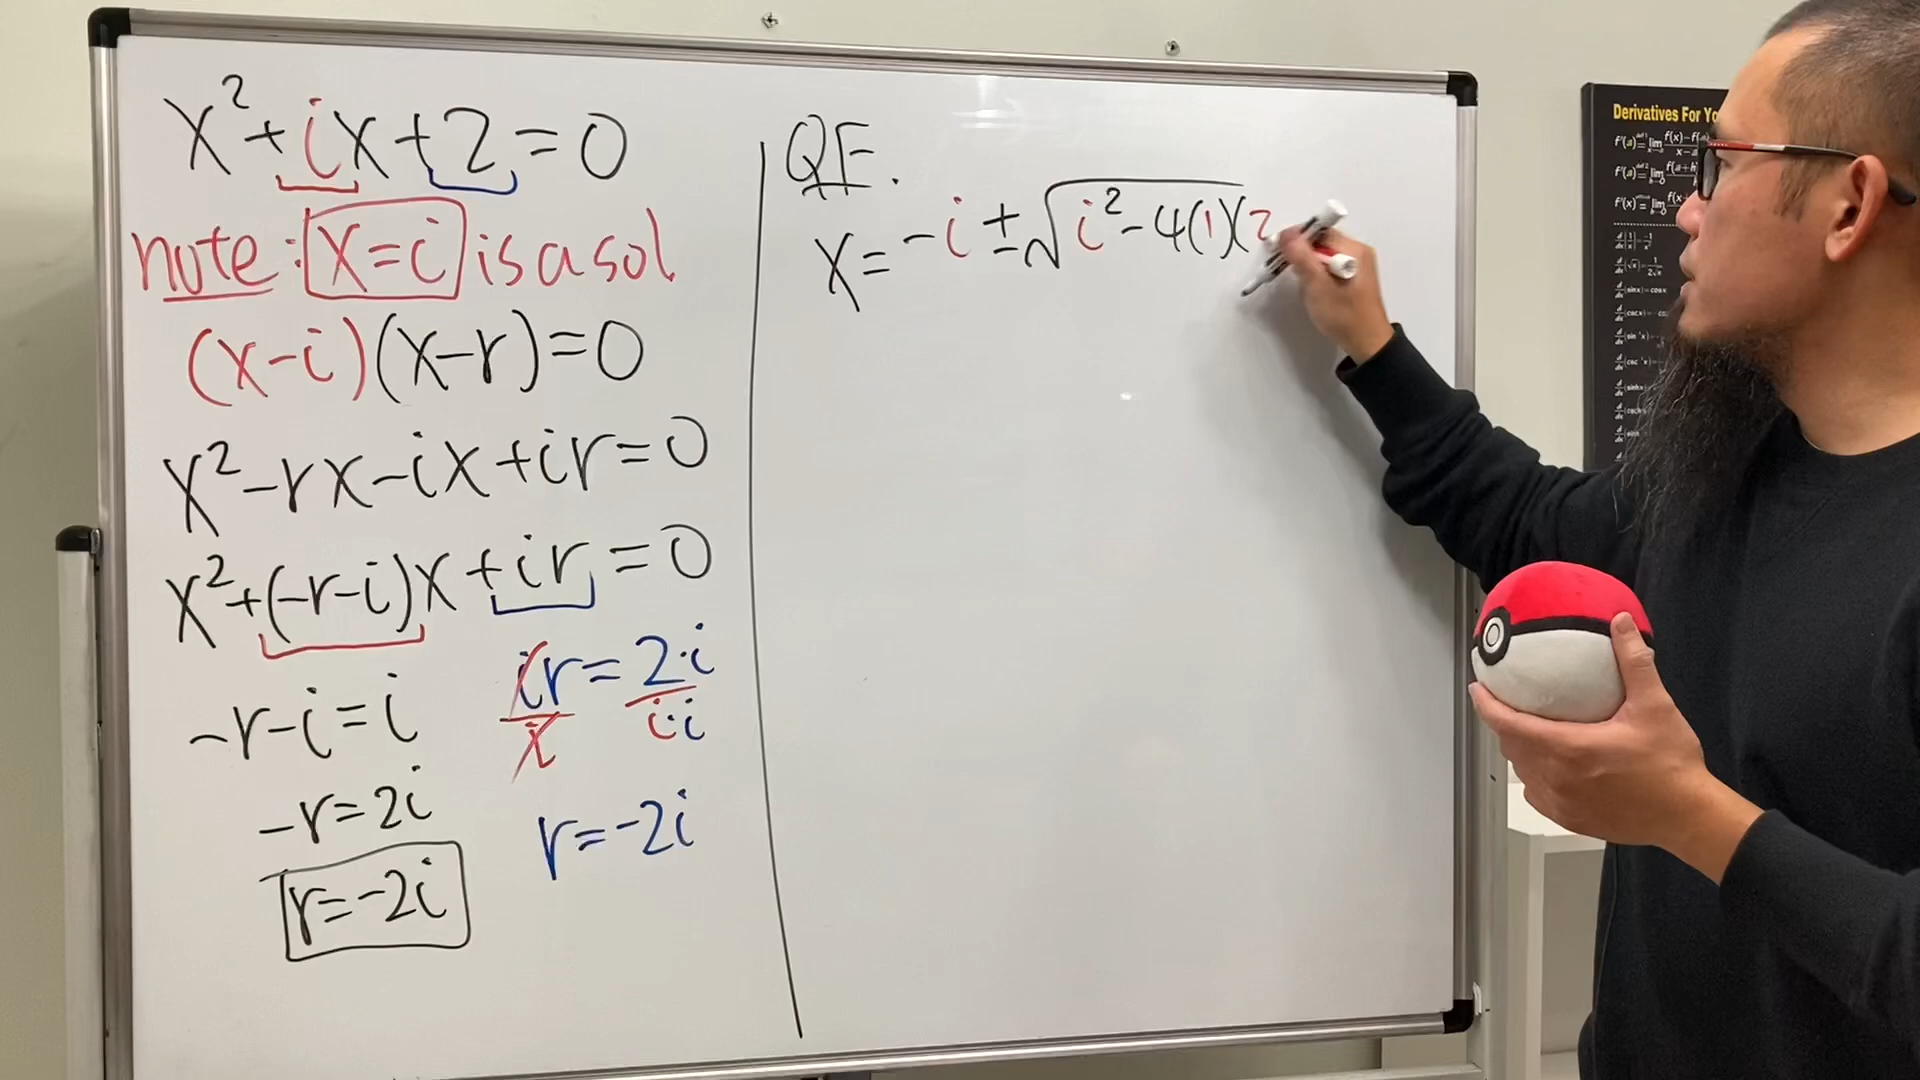 x²+ix+2=0
note: x=i is a sol
(x-i)(x-r)=0
x²-rx-ix+ir=0
x²+(-r-i)x+ir=0
-r-i=i
-r=2i
r=-2i
ir/i=2·i/i·i
r=-2i
QF.
x=-i±√i²-4(1)(2
Derivatives For Yo